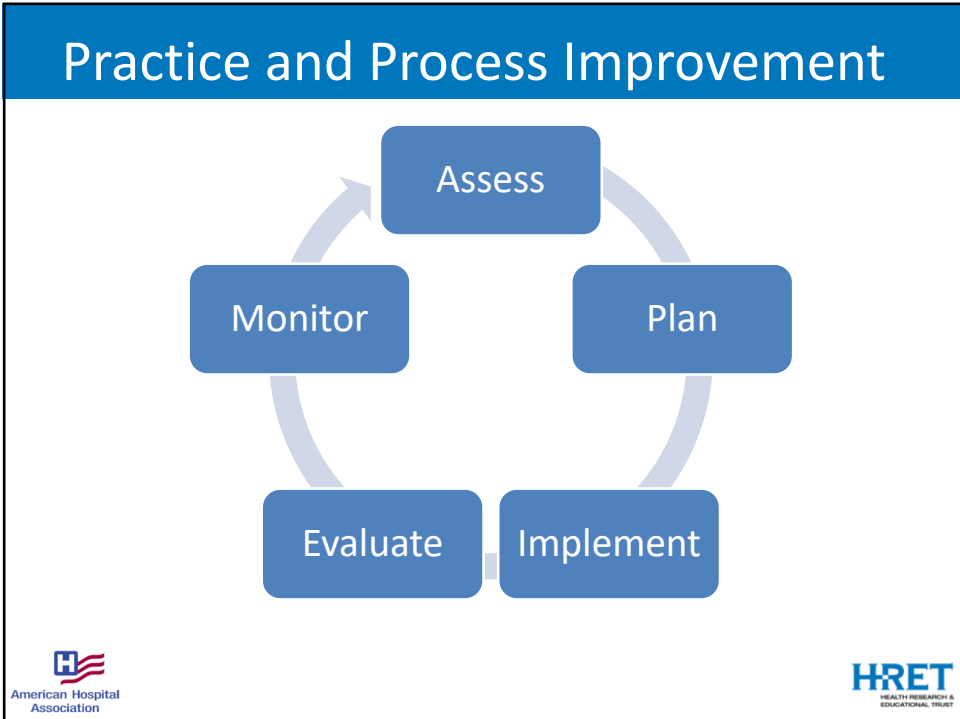 Practice and Process Improvement
Assess
Monitor
Plan
Evaluate
Implement
H
American Hospital
Association
HRET
HEALTH RESEARCH &
EDUCATIONAL TRUST